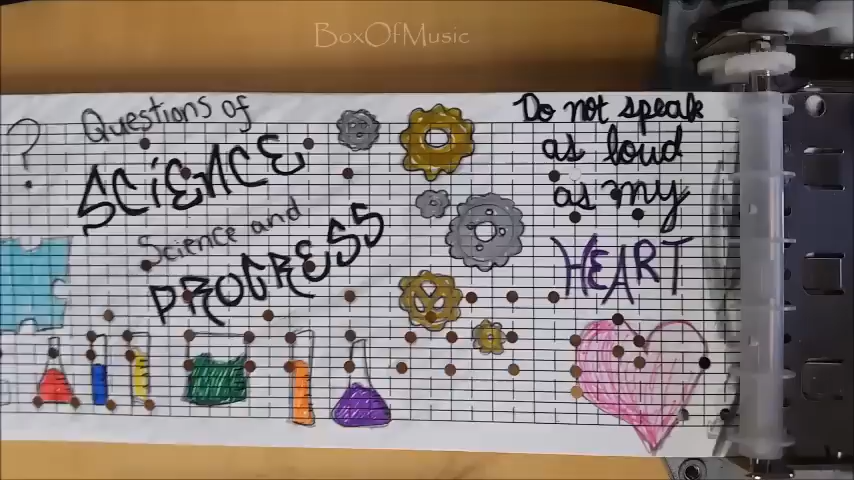 BoxOfMusic
?
Questions of
SCiENCE
Science and
PROGRESS
Do not speak
as loud
as my
HEART